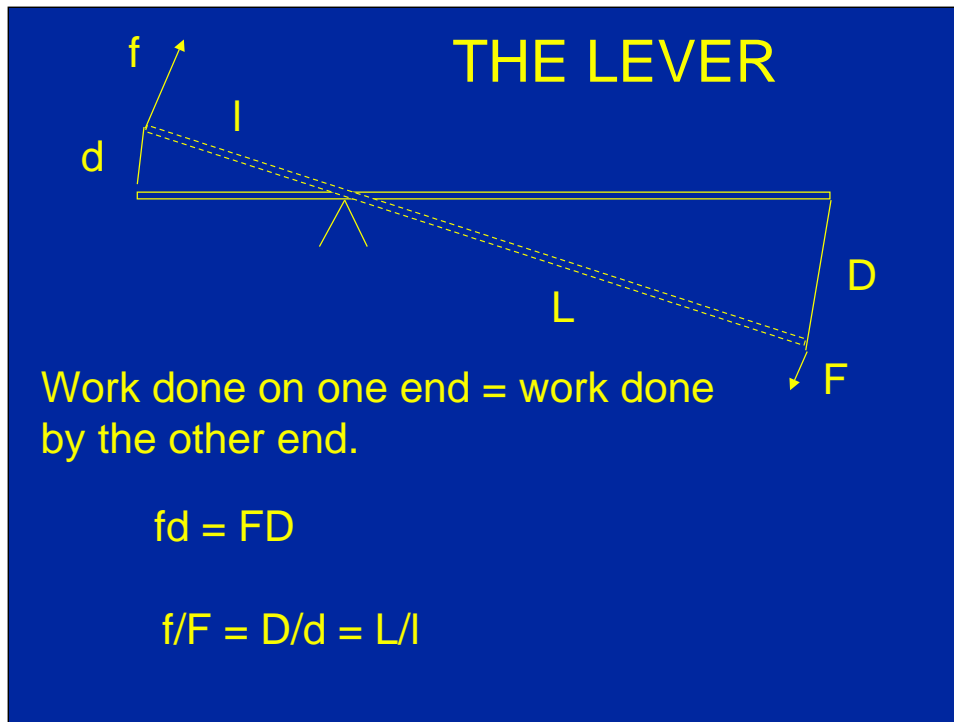 THE LEVER
f
l
d
D
L
F
Work done on one end = work done
by the other end.
fd = FD
f/F = D/d = L/l